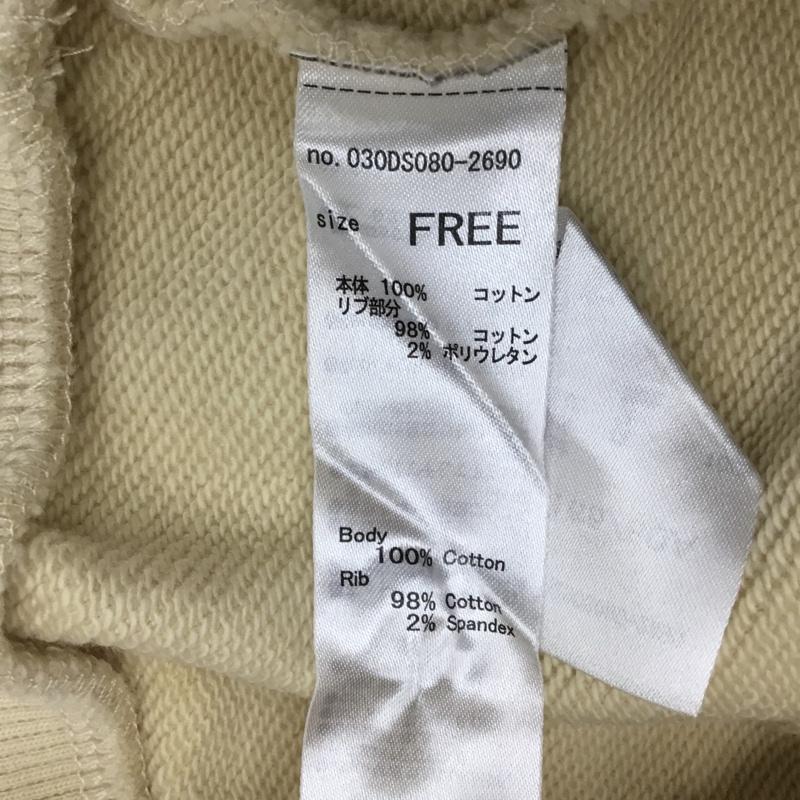 no. 030DS080-2690
size FREE
本体 100% コットン
リブ部分
98% コットン
2% ポリウレタン
Body
100% Cotton
Rib
98% Cotton
2% Spandex